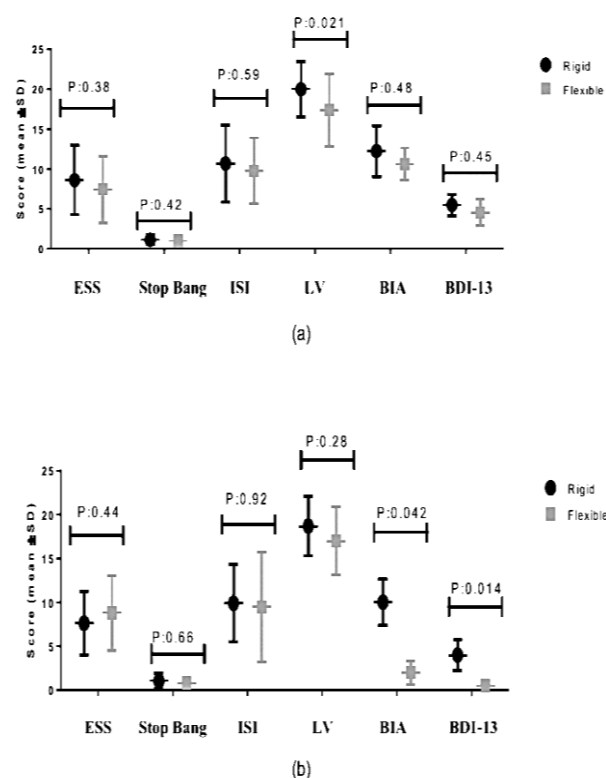 P:0.021
25
P:0.38
P:0.59
P:0.48
Rigid
Flexible
20
15
P:0.45
10
P:0.42
5
0
Score (mean ±SD)
ESS Stop Bang ISI LV BIA BDI-13
(a)
P:0.28
25
P:0.44
P:0.92
P:0.042
Rigid
Flexible
20
15
P:0.014
10
P:0.66
5
0
Score (mean ±SD)
ESS Stop Bang ISI LV BIA BDI-13
(b)